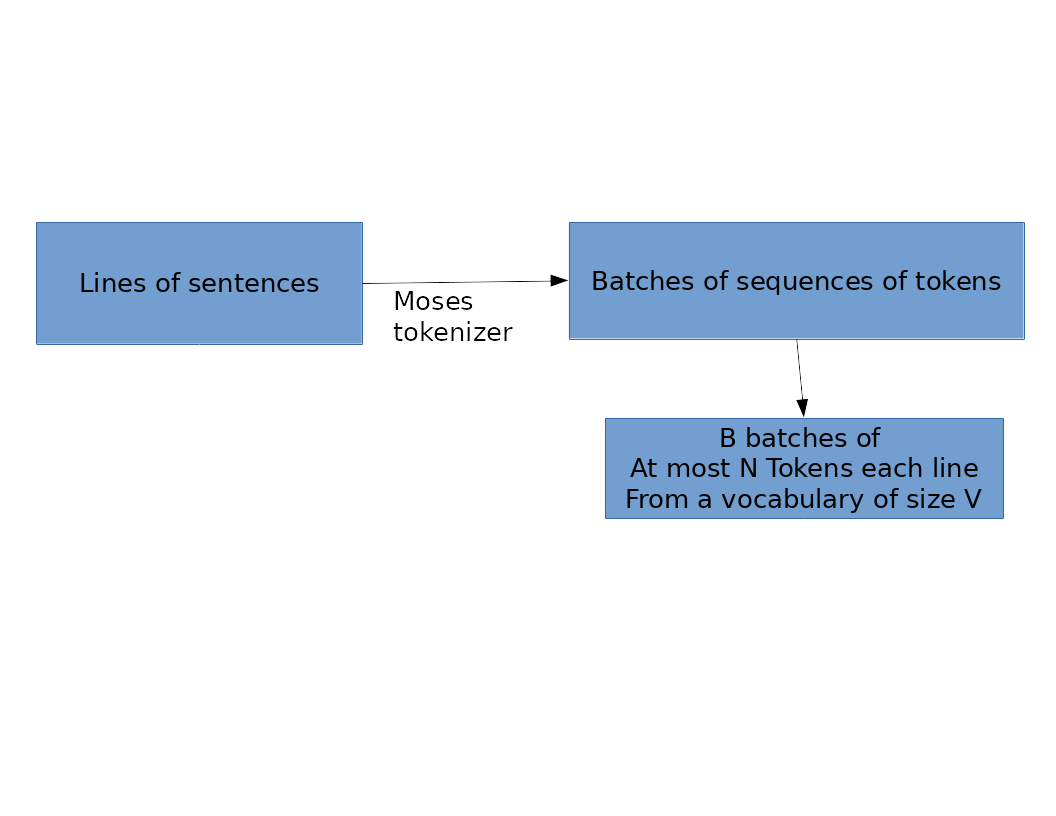 Lines of sentences
Moses
tokenizer
Batches of sequences of tokens
B batches of
At most N Tokens each line
From a vocabulary of size V